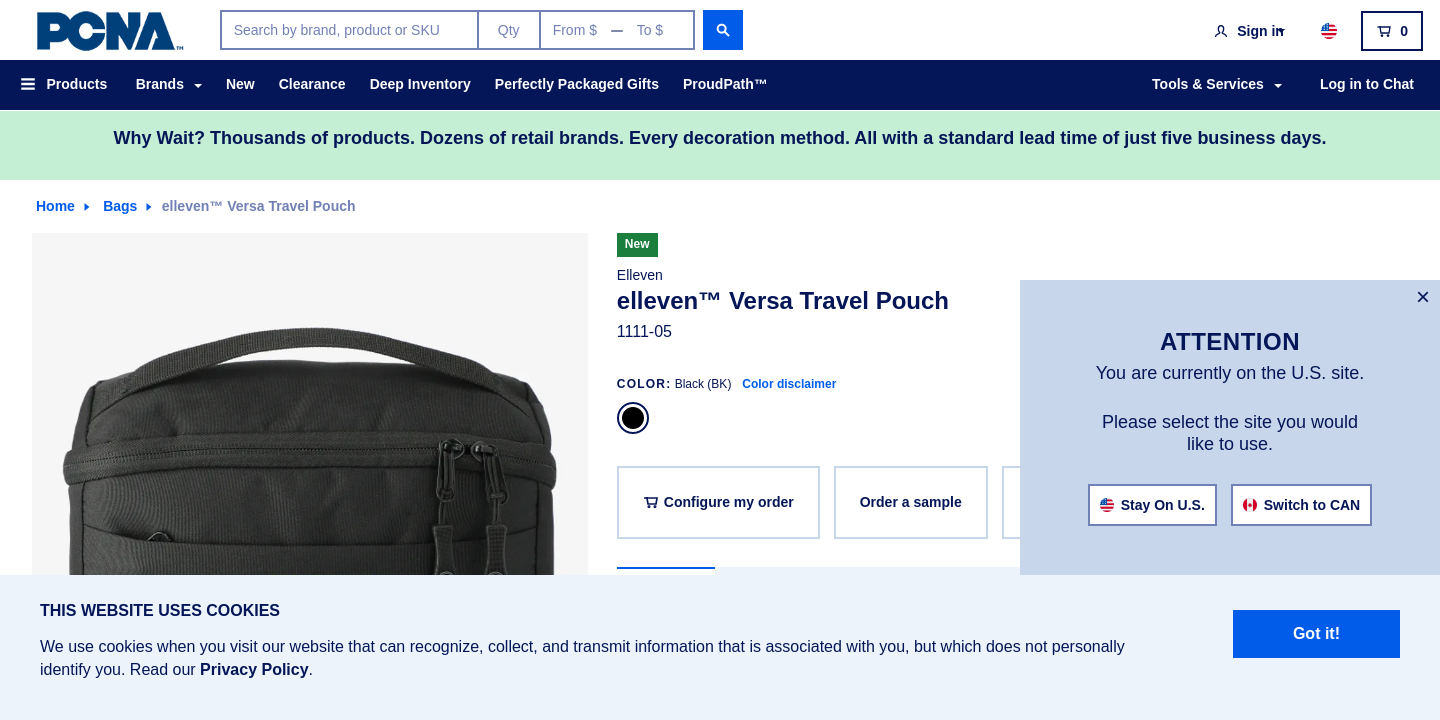 PCNA™
Search by brand, product or SKU
Qty
From $ — To $
Sign in
0
Products
Brands
New
Clearance
Deep Inventory
Perfectly Packaged Gifts
ProudPath™
Tools & Services
Log in to Chat
Why Wait? Thousands of products. Dozens of retail brands. Every decoration method. All with a standard lead time of just five business days.
Home
Bags
elleven™ Versa Travel Pouch
New
Elleven
elleven™ Versa Travel Pouch
1111-05
COLOR: Black (BK) Color disclaimer
Configure my order
Order a sample
×
ATTENTION
You are currently on the U.S. site.
Please select the site you would
like to use.
Stay On U.S.
Switch to CAN
THIS WEBSITE USES COOKIES
We use cookies when you visit our website that can recognize, collect, and transmit information that is associated with you, but which does not personally
identify you. Read our Privacy Policy.
Got it!